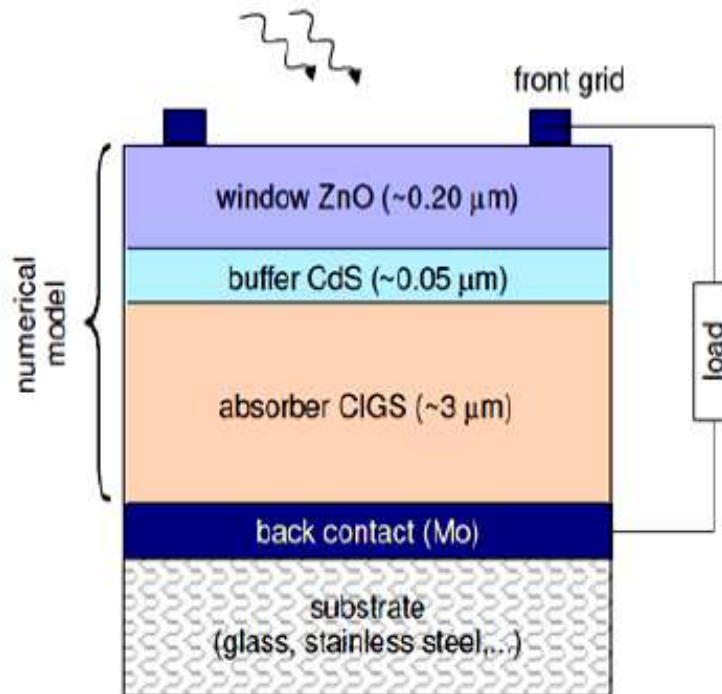 front grid
window ZnO (~0.20 µm)
buffer CdS (~0.05 µm)
numerical
model
absorber CIGS (~3 µm)
load
back contact (Mo)
substrate
(glass, stainless steel,...)